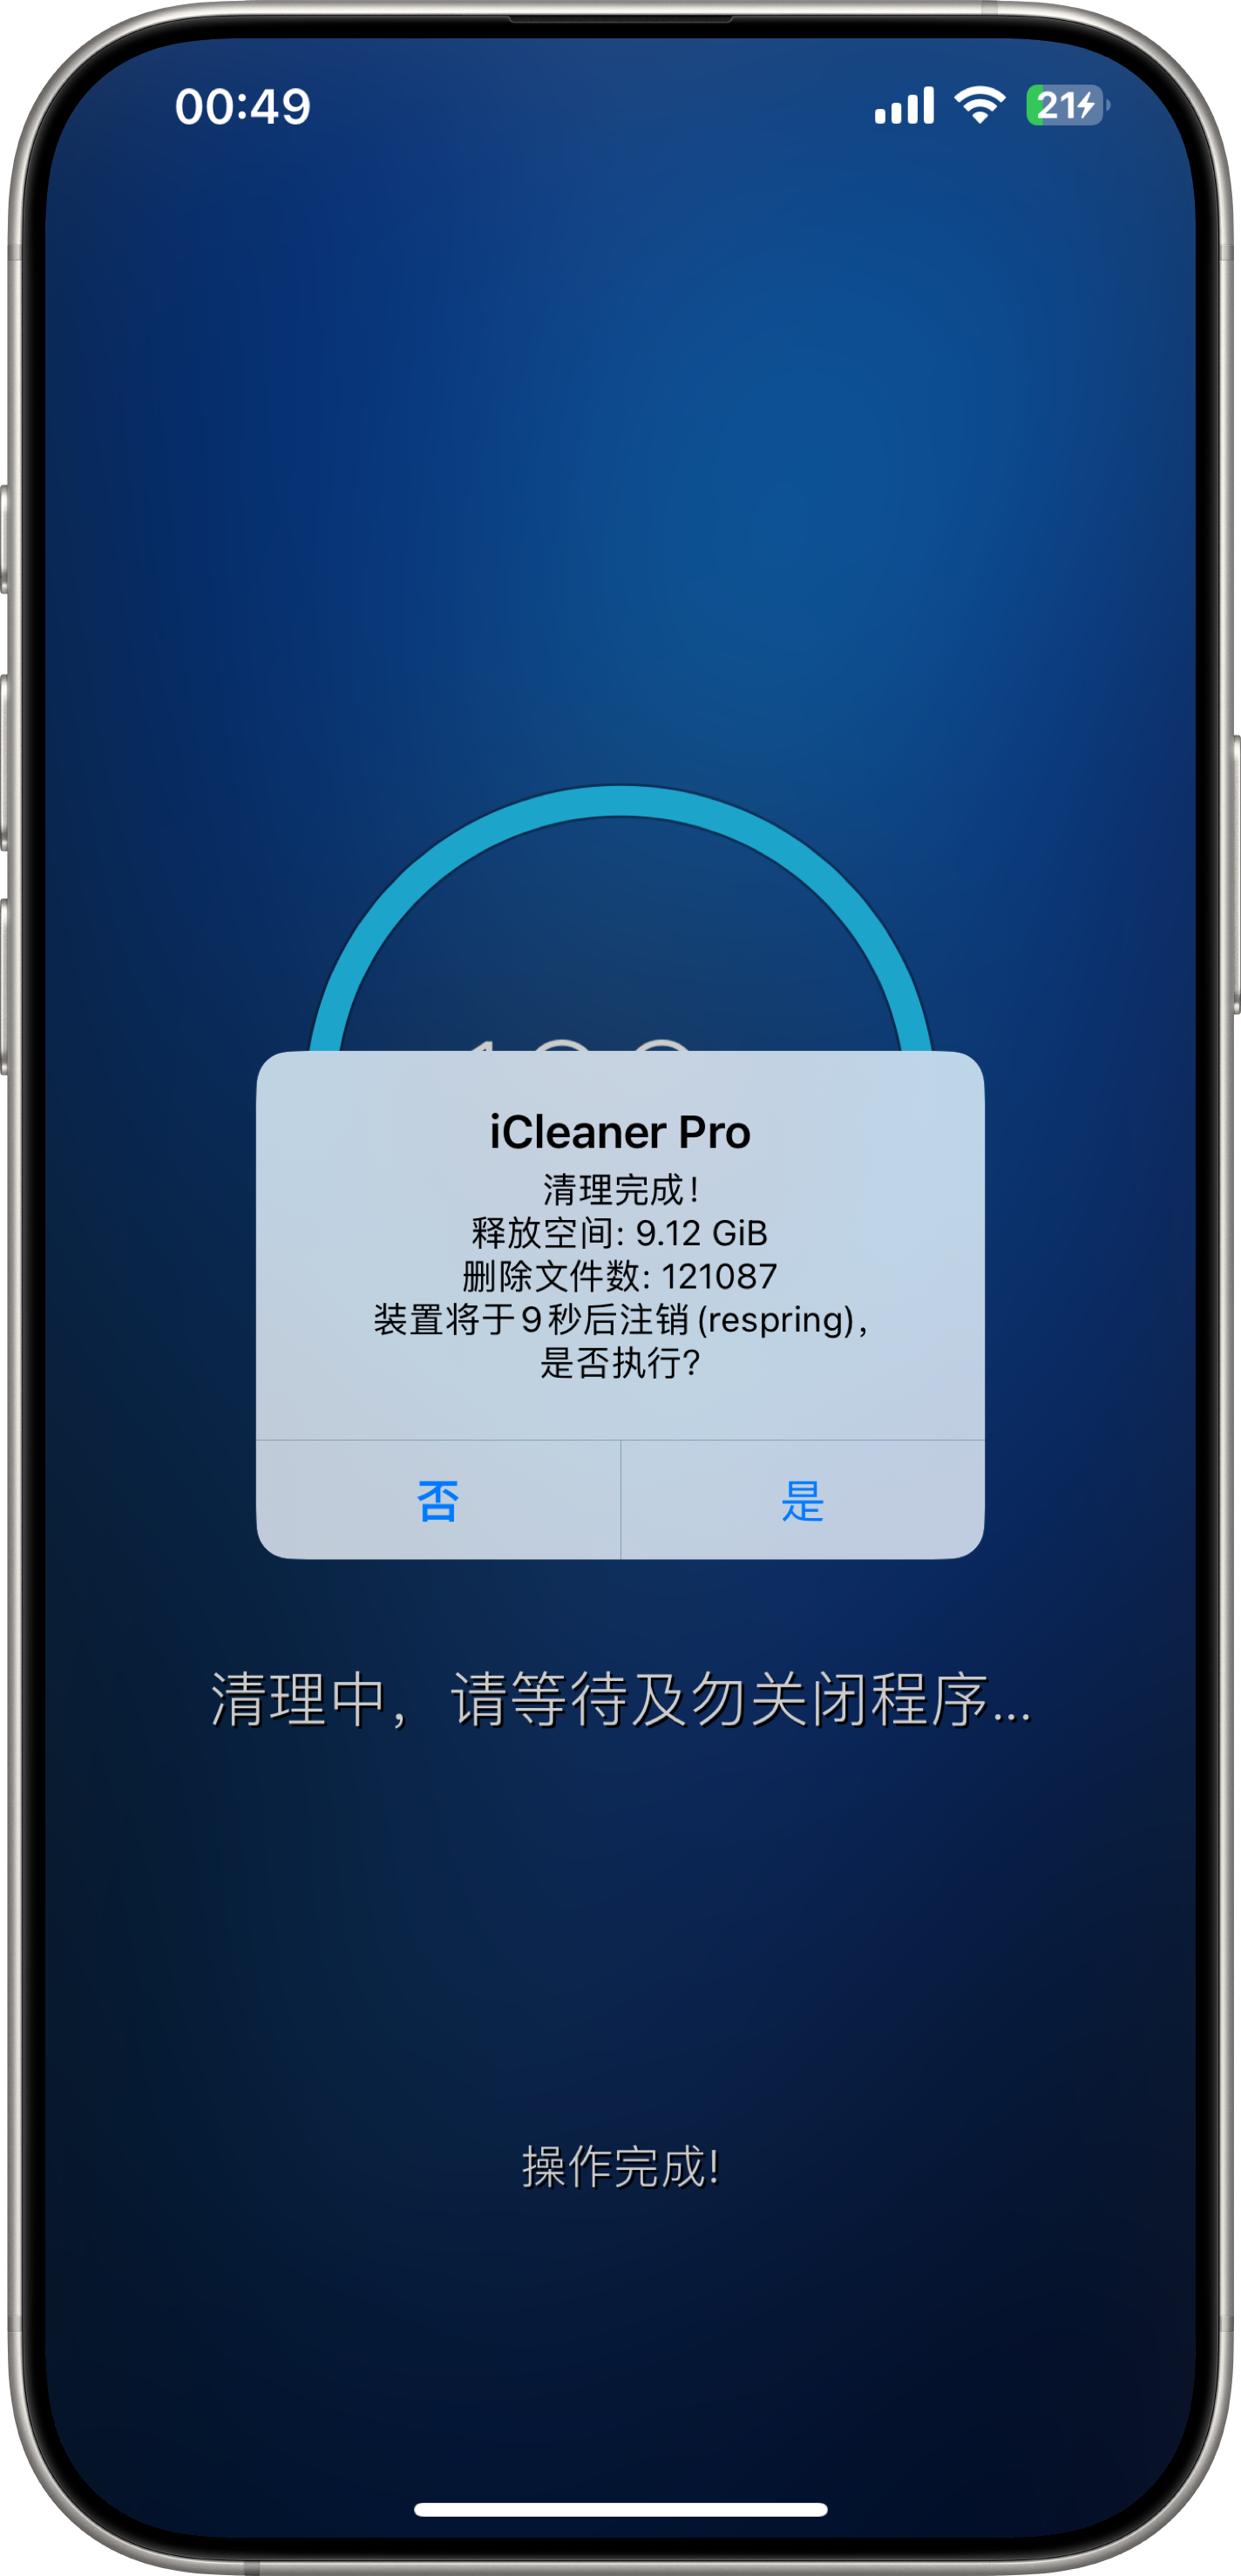 00:49
21
iCleaner Pro
清理完成！
释放空间: 9.12 GiB
删除文件数: 121087
装置将于9秒后注销(respring)，
是否执行?
否
是
清理中，请等待及勿关闭程序...
操作完成!